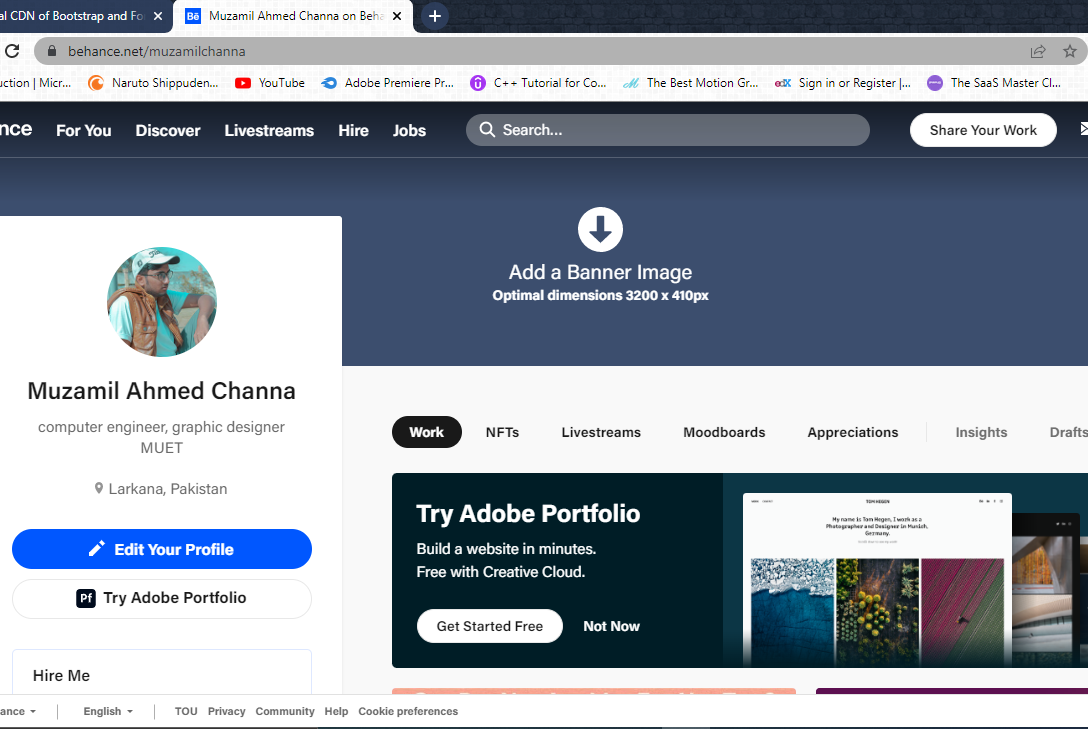 al CDN of Bootstrap and Fo
Muzamil Ahmed Channa on Beha
behance.net/muzamilchanna
uction | Micr...
Naruto Shippuden...
YouTube
Adobe Premiere Pr...
C++ Tutorial for Co...
The Best Motion Gr...
edX
Sign in or Register |...
The SaaS Master Cl...
nce
For You
Discover
Livestreams
Hire
Jobs
Search...
Share Your Work
Add a Banner Image
Optimal dimensions 3200 x 410px
Muzamil Ahmed Channa
computer engineer, graphic designer
MUET
Larkana, Pakistan
Edit Your Profile
Pf Try Adobe Portfolio
Hire Me
Work
NFTs
Livestreams
Moodboards
Appreciations
Insights
Drafts
Try Adobe Portfolio
Build a website in minutes.
Free with Creative Cloud.
Get Started Free
Not Now
TOM HEGEN
My name is Tom Hegen, I work as a
Photographer and Designer in Munich,
Germany.
ance
English
TOU
Privacy
Community
Help
Cookie preferences